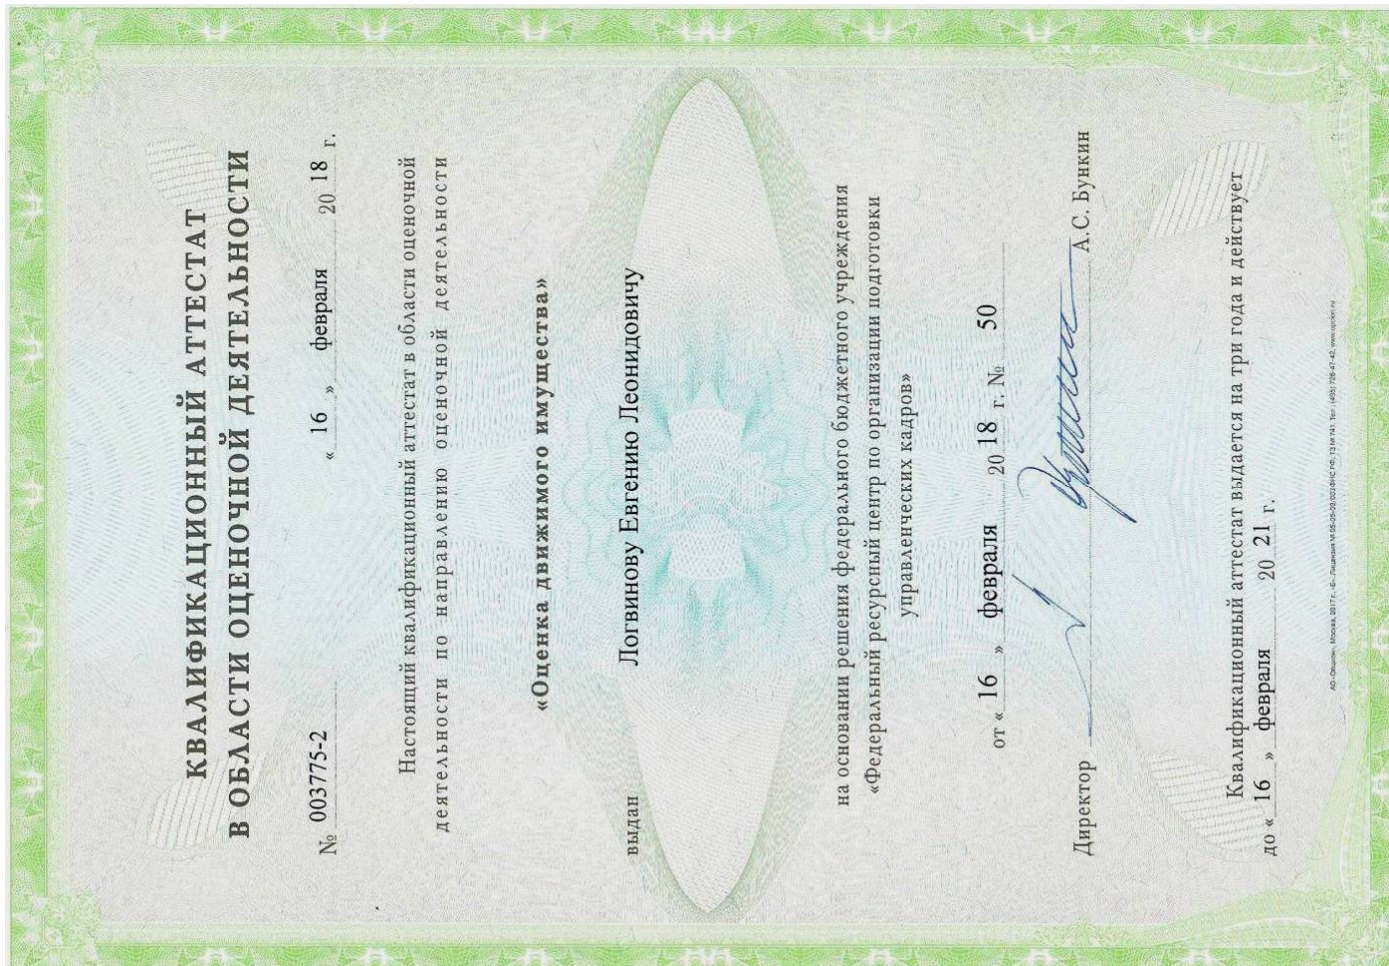 КВАЛИФИКАЦИОННЫЙ АТТЕСТАТ
В ОБЛАСТИ ОЦЕНОЧНОЙ ДЕЯТЕЛЬНОСТИ
№ 003775-2 « 16 » февраля 20 18 г.
Настоящий квалификационный аттестат в области оценочной
деятельности по направлению оценочной деятельности
«Оценка движимого имущества»
выдан Логвинову Евгению Леонидовичу
на основании решения федерального бюджетного учреждения
«Федеральный ресурсный центр по организации подготовки
управленческих кадров»
от « 16 » февраля 20 18 г. № 50
Директор А.С. Бункин
Квалификационный аттестат выдается на три года и действует
до « 16 » февраля 20 21 г.